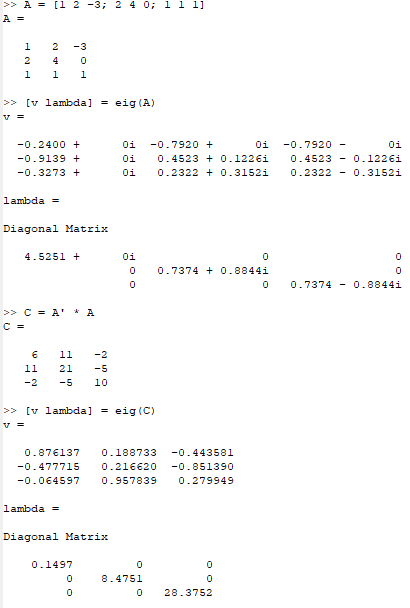 >> A = [1 2 -3; 2 4 0; 1 1 1]
A =
1 2 -3
2 4 0
1 1 1
>> [v lambda] = eig(A)
v =
-0.2400 + 0i -0.7920 + 0i -0.7920 - 0i
-0.9139 + 0i 0.4523 + 0.1226i 0.4523 - 0.1226i
-0.3273 + 0i 0.2322 + 0.3152i 0.2322 - 0.3152i
lambda =
Diagonal Matrix
4.5251 + 0i 0 0
0 0.7374 + 0.8844i 0
0 0 0.7374 - 0.8844i
>> C = A' * A
C =
6 11 -2
11 21 -5
-2 -5 10
>> [v lambda] = eig(C)
v =
0.876137 0.188733 -0.443581
-0.477715 0.216620 -0.851390
-0.064597 0.957839 0.279949
lambda =
Diagonal Matrix
0.1497 0 0
0 8.4751 0
0 0 28.3752